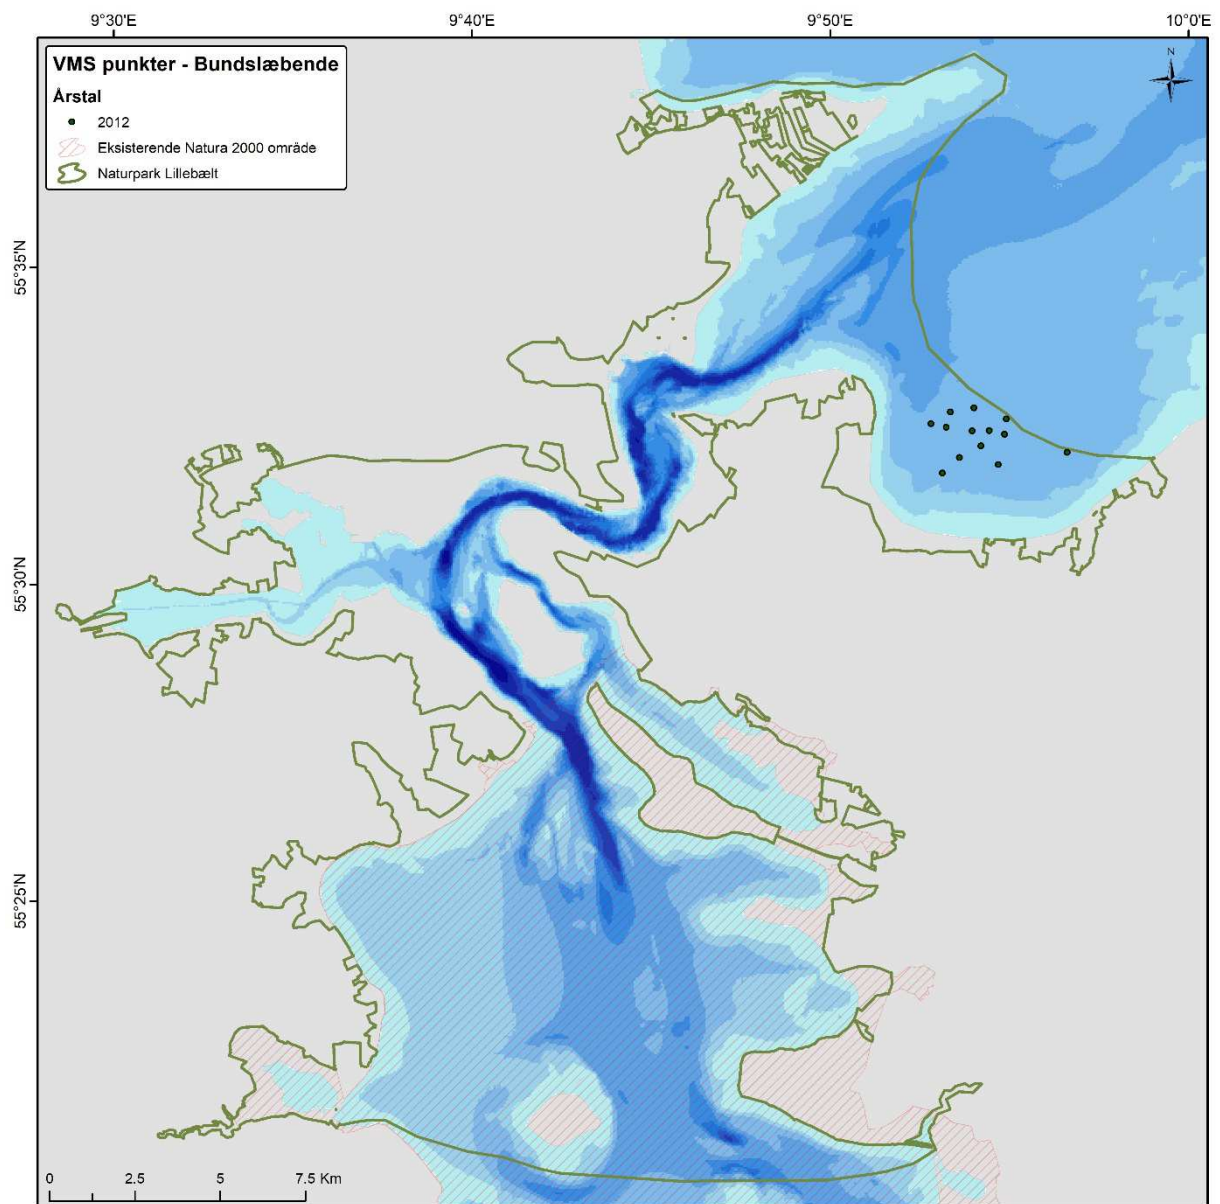 9°30'E 9°40'E 9°50'E 10°0'E
VMS punkter - Bundslæbende
Årstal
2012
Eksisterende Natura 2000 område
Naturpark Lillebælt
N
55°35'N
55°30'N
55°25'N
0 2.5 5 7.5 Km